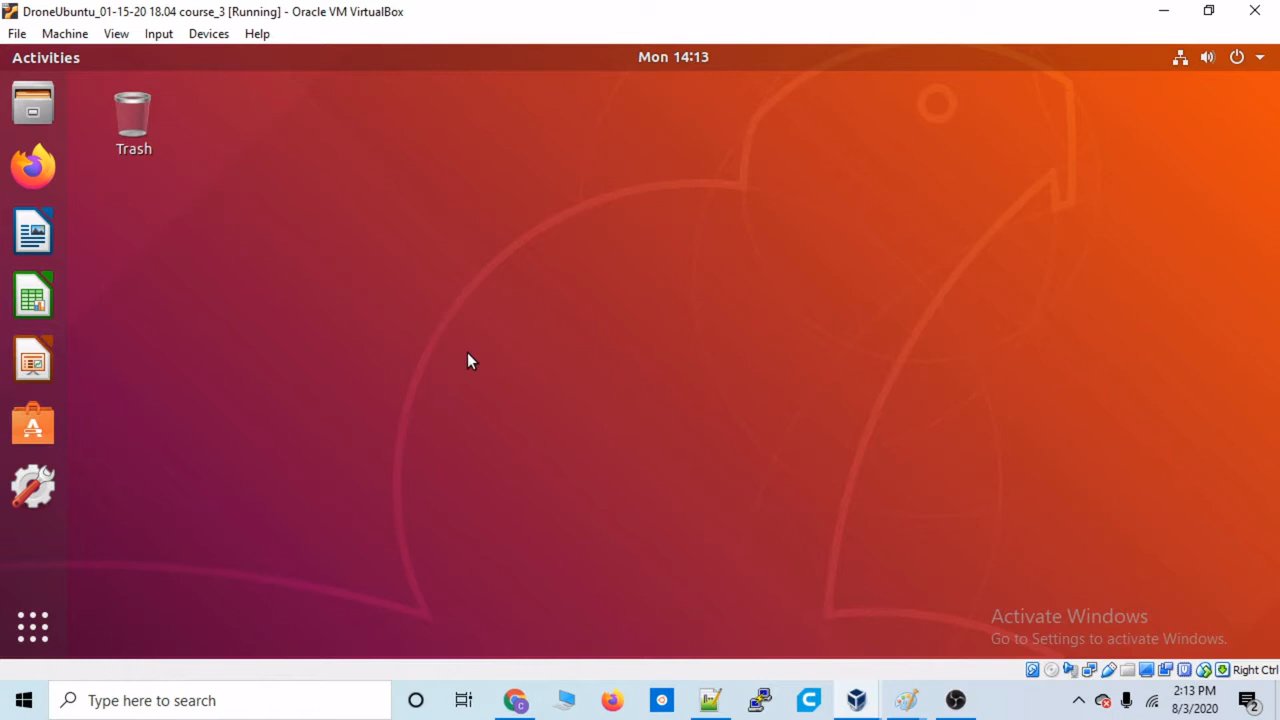 DroneUbuntu_01-15-20 18.04 course_3 [Running] - Oracle VM VirtualBox
File Machine View Input Devices Help
Activities Mon 14:13
Trash
Activate Windows
Go to Settings to activate Windows.
Right Ctrl
Type here to search
2:13 PM
8/3/2020
2